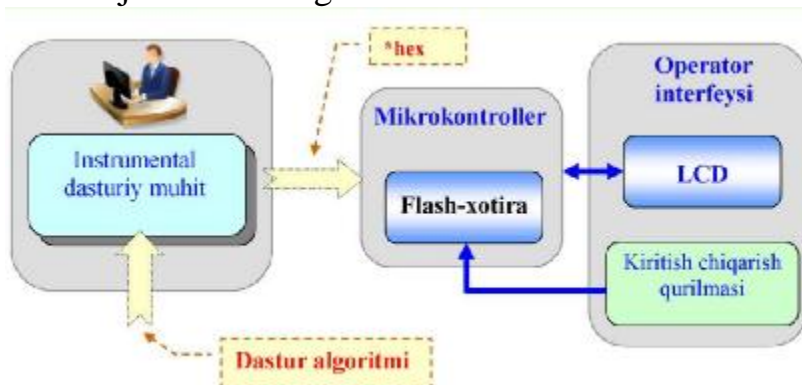 *hex
Instrumental
dasturiy muhit
Mikrokontroller
Flash-xotira
Operator
interfeysi
LCD
Kiritish chiqarish
qurilmasi
Dastur algoritmi